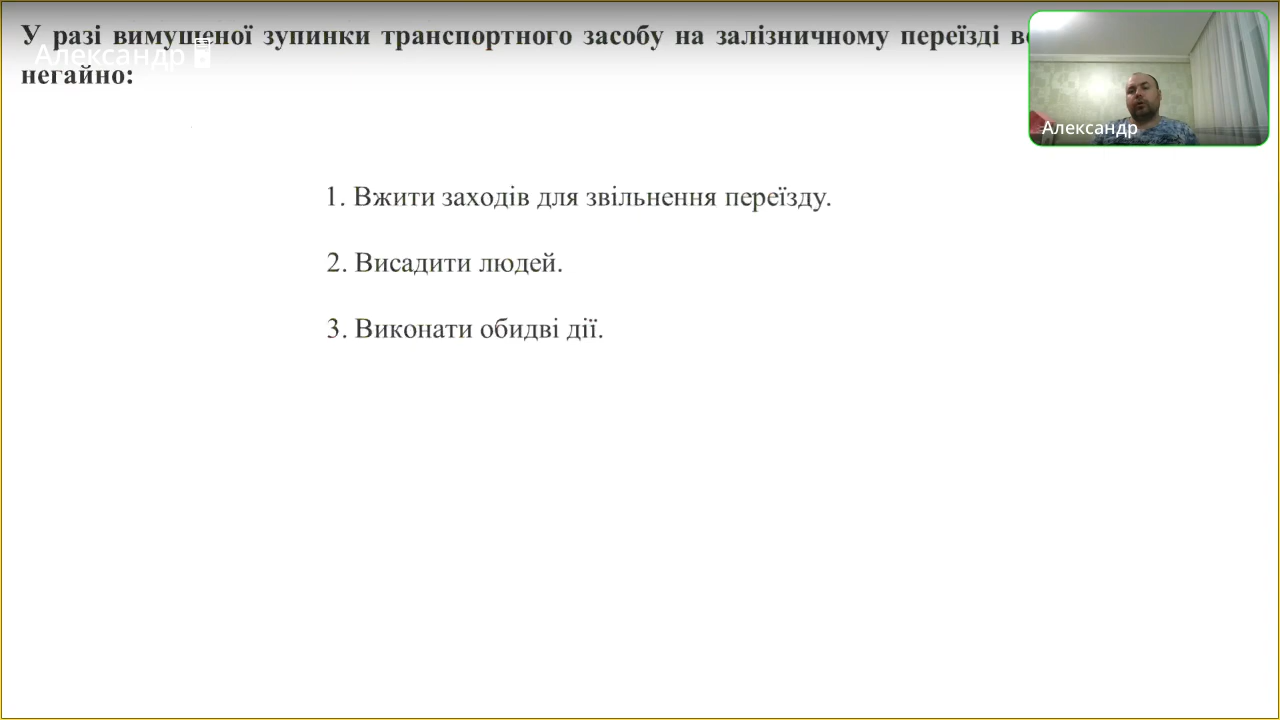 У разі вимушеної зупинки транспортного засобу на залізничному переїзді
негайно:
Александр
Александр
1. Вжити заходів для звільнення переїзду.
2. Висадити людей.
3. Виконати обидві дії.